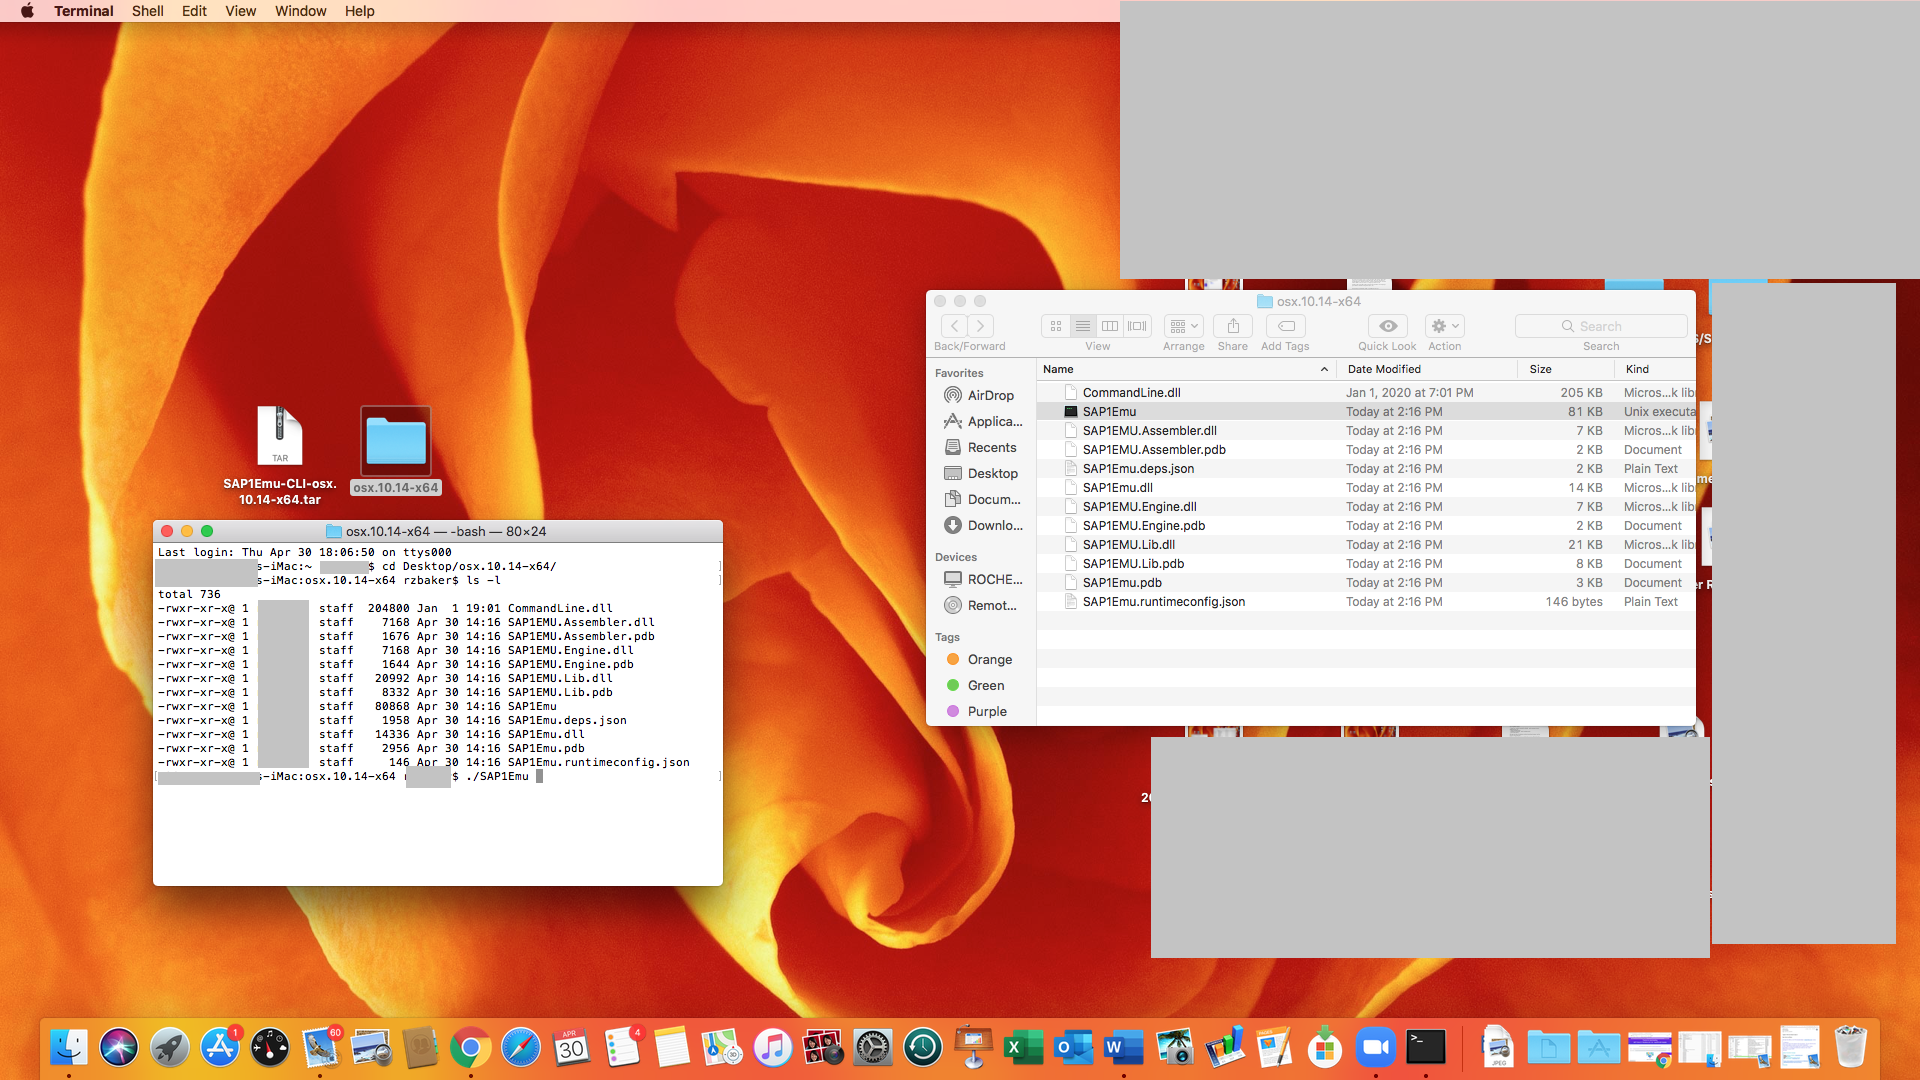 Terminal Shell Edit View Window Help
SAP1Emu-CLI-osx.
10.14-x64.tar
TAR
osx.10.14-x64
osx.10.14-x64 — -bash — 80×24
Last login: Thu Apr 30 18:06:50 on ttys000
s-iMac:~ $ cd Desktop/osx.10.14-x64/
s-iMac:osx.10.14-x64 rzbaker$ ls -l
total 736
-rwxr-xr-x@ 1 staff 204800 Jan 1 19:01 CommandLine.dll
-rwxr-xr-x@ 1 staff 7168 Apr 30 14:16 SAP1EMU.Assembler.dll
-rwxr-xr-x@ 1 staff 1676 Apr 30 14:16 SAP1EMU.Assembler.pdb
-rwxr-xr-x@ 1 staff 7168 Apr 30 14:16 SAP1EMU.Engine.dll
-rwxr-xr-x@ 1 staff 1644 Apr 30 14:16 SAP1EMU.Engine.pdb
-rwxr-xr-x@ 1 staff 20992 Apr 30 14:16 SAP1EMU.Lib.dll
-rwxr-xr-x@ 1 staff 8332 Apr 30 14:16 SAP1EMU.Lib.pdb
-rwxr-xr-x@ 1 staff 80868 Apr 30 14:16 SAP1Emu
-rwxr-xr-x@ 1 staff 1958 Apr 30 14:16 SAP1Emu.deps.json
-rwxr-xr-x@ 1 staff 14336 Apr 30 14:16 SAP1Emu.dll
-rwxr-xr-x@ 1 staff 2956 Apr 30 14:16 SAP1Emu.pdb
-rwxr-xr-x@ 1 staff 146 Apr 30 14:16 SAP1Emu.runtimeconfig.json
s-iMac:osx.10.14-x64 $ ./SAP1Emu
osx.10.14-x64
Search
Back/Forward View Arrange Share Add Tags Quick Look Action Search
Favorites
AirDrop
Applica...
Recents
Desktop
Docum...
Downlo...
Devices
ROCHE...
Remot...
Tags
Orange
Green
Purple
Name Date Modified Size Kind
CommandLine.dll Jan 1, 2020 at 7:01 PM 205 KB Micros...k lib
SAP1Emu Today at 2:16 PM 81 KB Unix executa
SAP1EMU.Assembler.dll Today at 2:16 PM 7 KB Micros...k lib
SAP1EMU.Assembler.pdb Today at 2:16 PM 2 KB Document
SAP1Emu.deps.json Today at 2:16 PM 2 KB Plain Text
SAP1Emu.dll Today at 2:16 PM 14 KB Micros...k lib
SAP1EMU.Engine.dll Today at 2:16 PM 7 KB Micros...k lib
SAP1EMU.Engine.pdb Today at 2:16 PM 2 KB Document
SAP1EMU.Lib.dll Today at 2:16 PM 21 KB Micros...k lib
SAP1EMU.Lib.pdb Today at 2:16 PM 8 KB Document
SAP1Emu.pdb Today at 2:16 PM 3 KB Document
SAP1Emu.runtimeconfig.json Today at 2:16 PM 146 bytes Plain Text
1
60
APR
30
4
JPEG